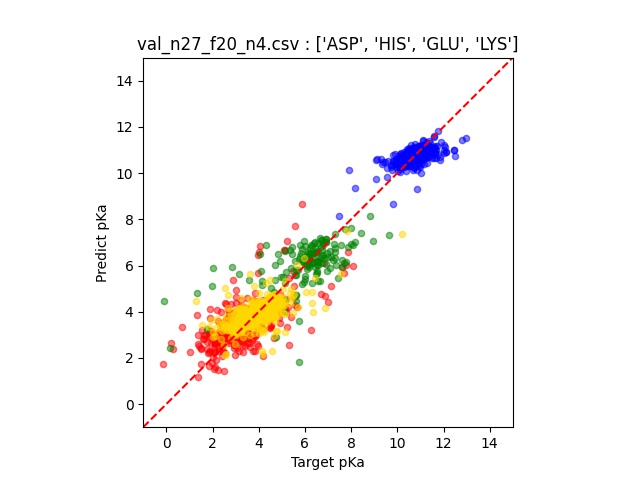 val_n27_f20_n4.csv : ['ASP', 'HIS', 'GLU', 'LYS']
14
12
10
8
6
4
2
0
Predict pKa
0 2 4 6 8 10 12 14
Target pKa